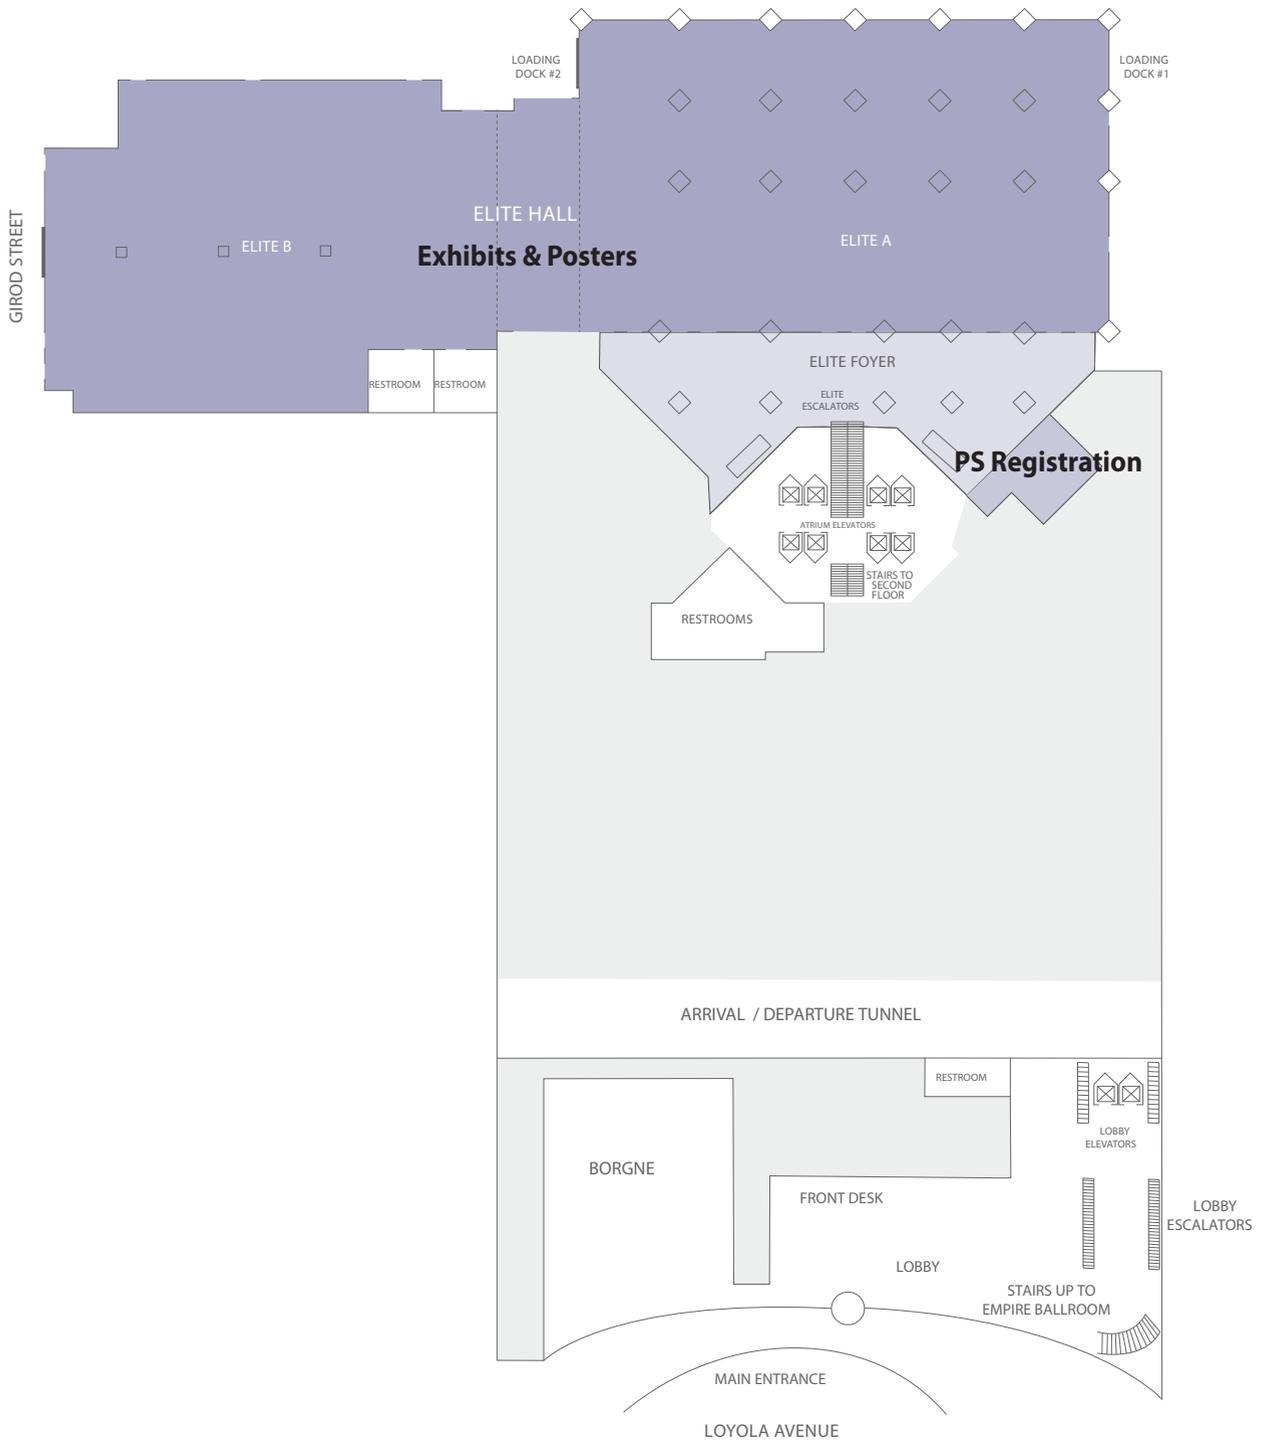 LOADING
DOCK #2
LOADING
DOCK #1
GIROD STREET
ELITE HALL
ELITE B
ELITE A
Exhibits & Posters
ELITE FOYER
RESTROOM
RESTROOM
ELITE
ESCALATORS
PS Registration
ATRIUM ELEVATORS
STAIRS TO
SECOND
FLOOR
RESTROOMS
ARRIVAL / DEPARTURE TUNNEL
RESTROOM
LOBBY
ELEVATORS
BORGNE
FRONT DESK
LOBBY
ESCALATORS
LOBBY
STAIRS UP TO
EMPIRE BALLROOM
MAIN ENTRANCE
LOYOLA AVENUE